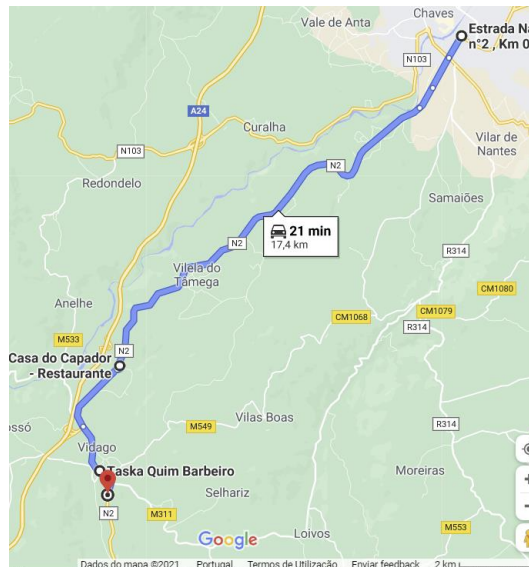 Vale de Anta
Chaves
Estrada Na
n°2 , Km 0
N103
A24
Curalha
Vilar de
Nantes
N103
N2
Redondelo
Samaiões
21 min
17,4 km
N2
R314
Vilela do
Tâmega
CM1080
Anelhe
CM1068
CM1079
R314
M533
N2
Casa do Capador
- Restaurante
Vilas Boas
M549
R314
ossó
Vidago
Taska Quim Barbeiro
Moreiras
Selhariz
N2
M311
Google
Loivos
M553
Dados do mapa ©2021 Portugal Termos de Utilização Enviar feedback 2 km